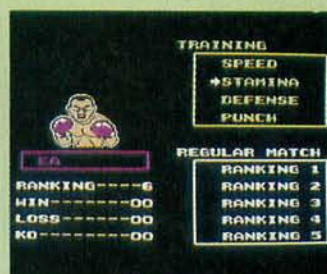 TRAINING
SPEED
➔STAMINA
DEFENSE
PUNCH
EA
RANKING----6
WIN------00
LOSS-----00
KO-------00
REGULAR MATCH
RANKING 1
RANKING 2
RANKING 3
RANKING 4
RANKING 5